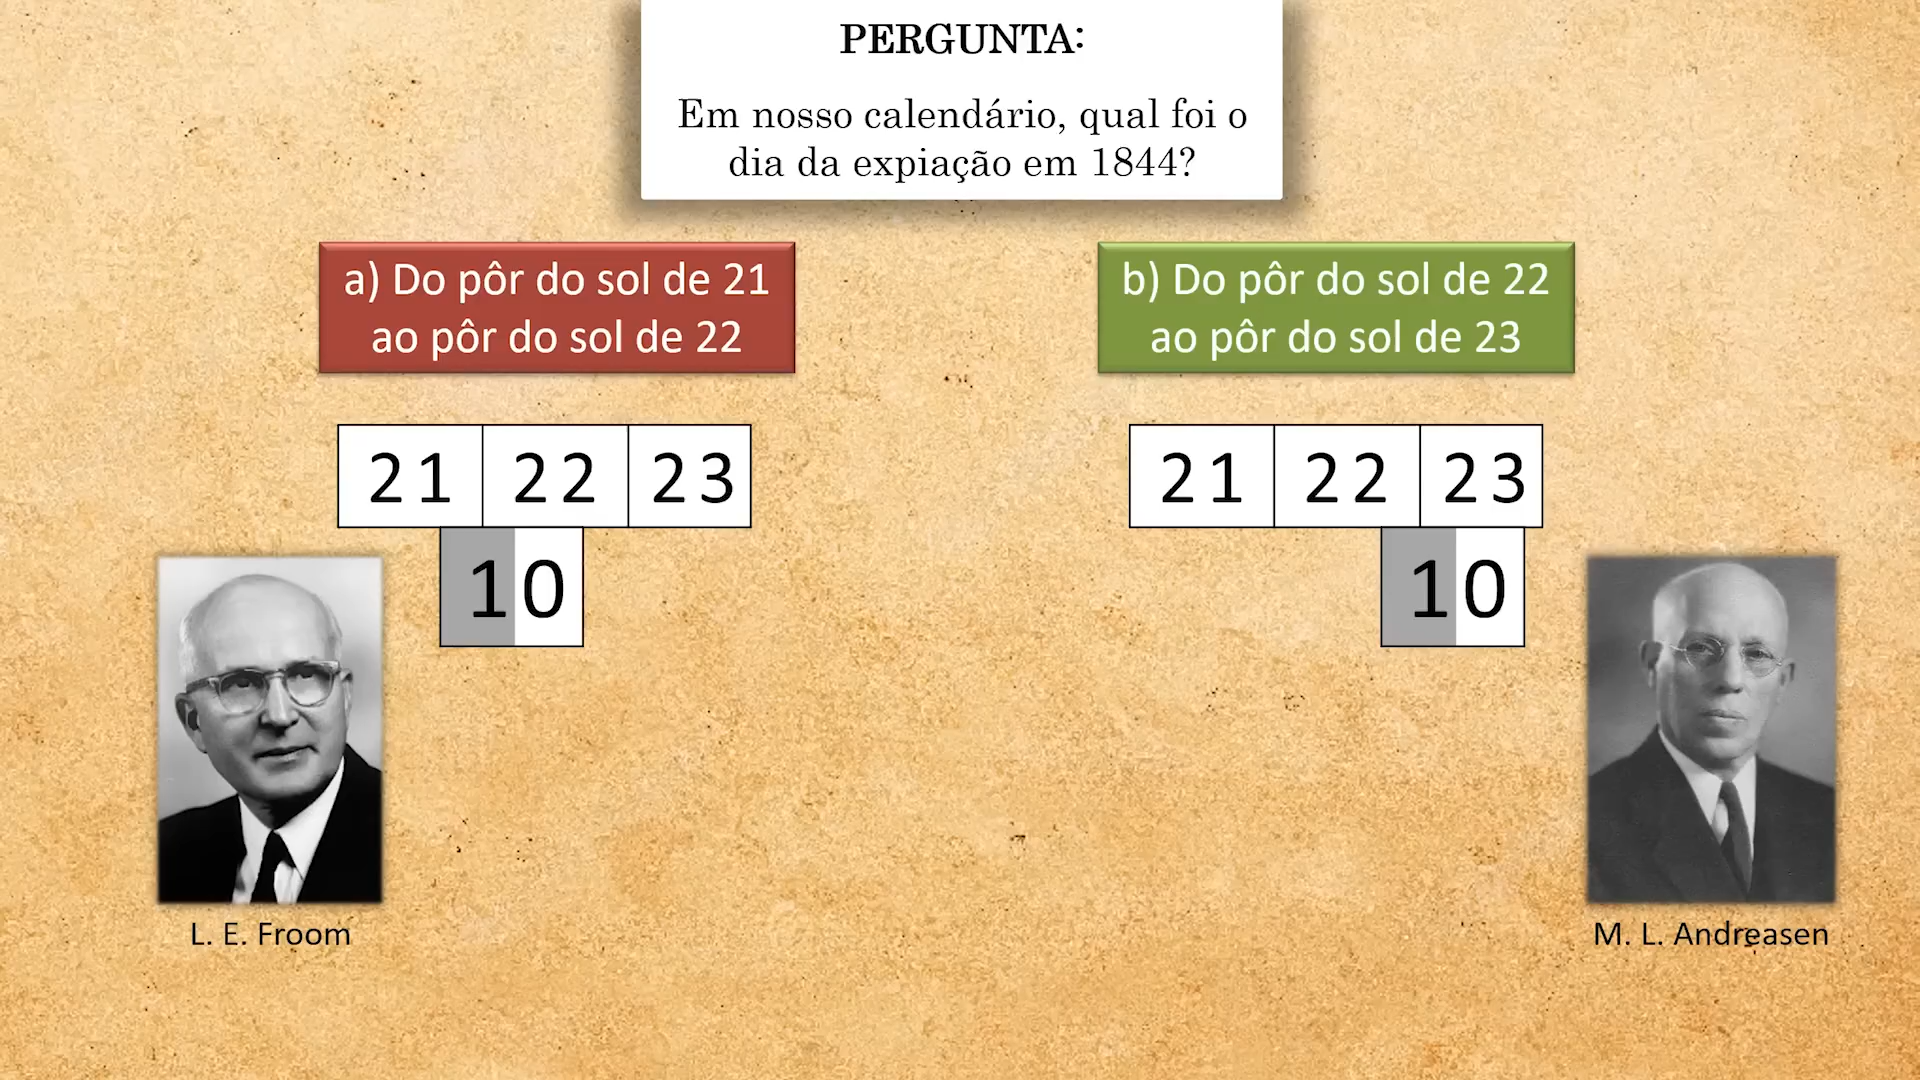 PERGUNTA:
Em nosso calendário, qual foi o
dia da expiação em 1844?
a) Do pôr do sol de 21
ao pôr do sol de 22
b) Do pôr do sol de 22
ao pôr do sol de 23
21 22 23
10
21 22 23
10
L. E. Froom
M. L. Andreasen